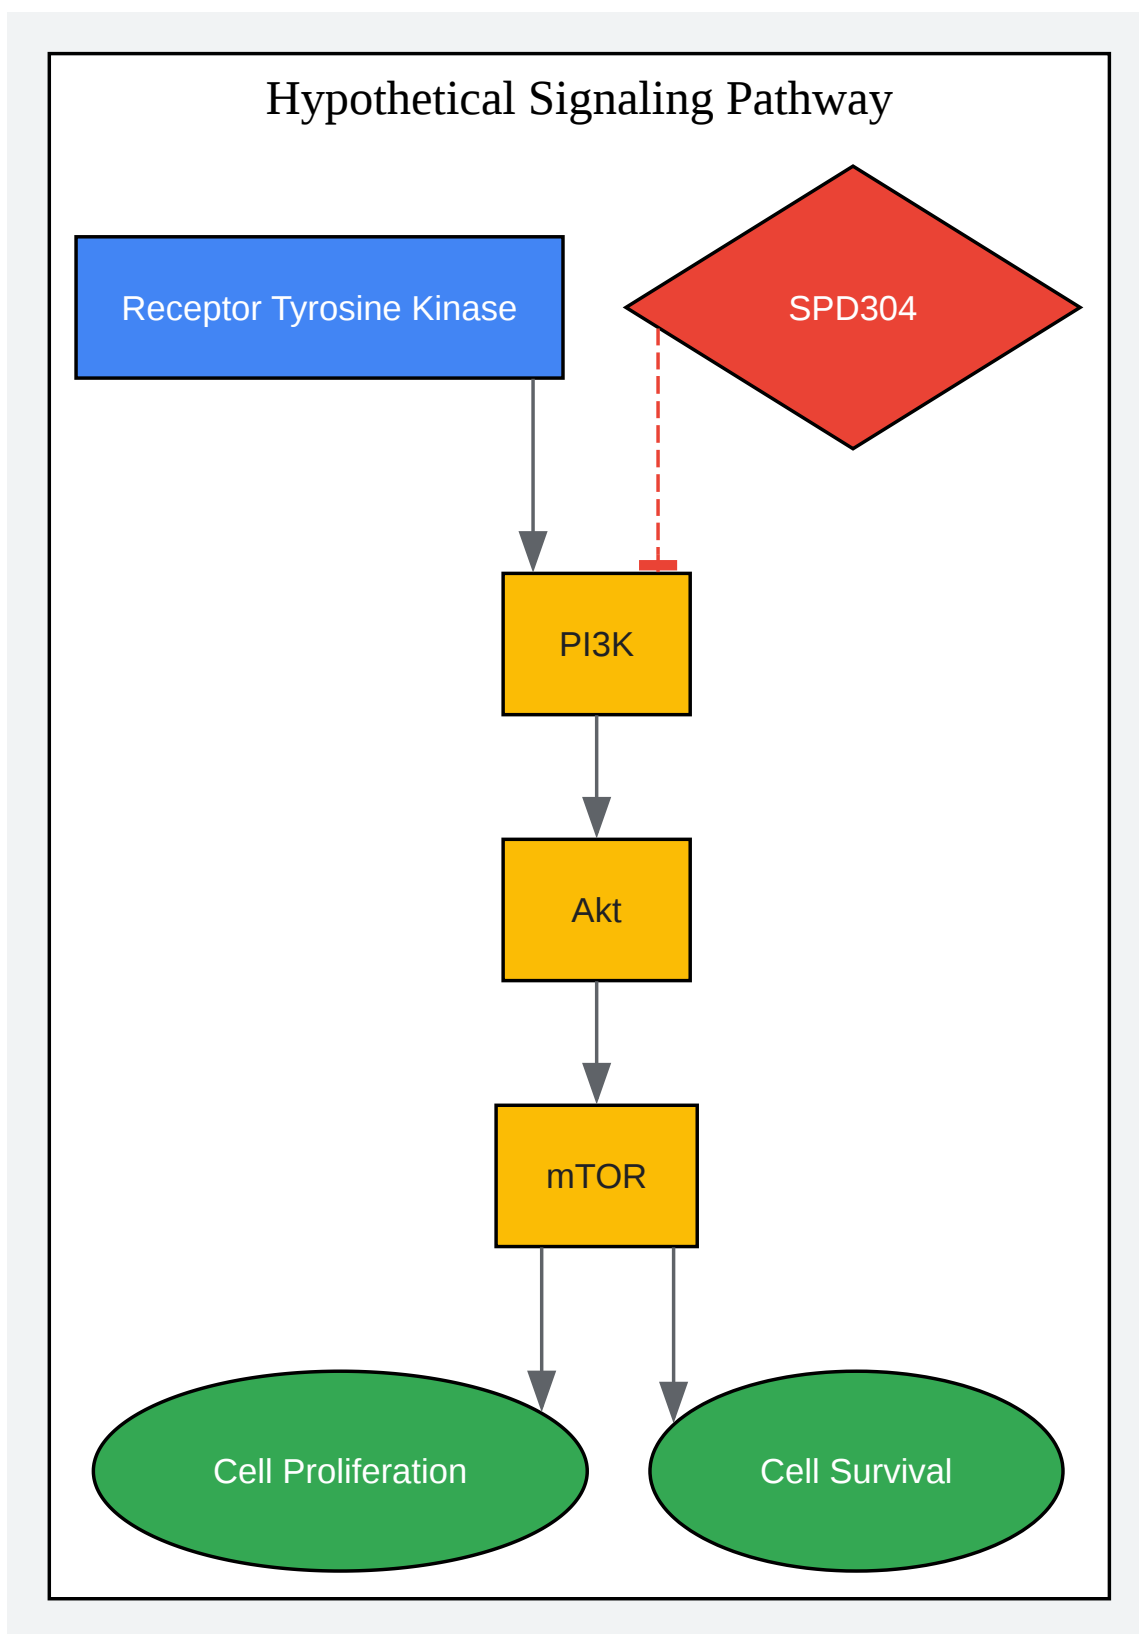 Hypothetical Signaling Pathway
Receptor Tyrosine Kinase
SPD304
PI3K
Akt
mTOR
Cell Proliferation
Cell Survival